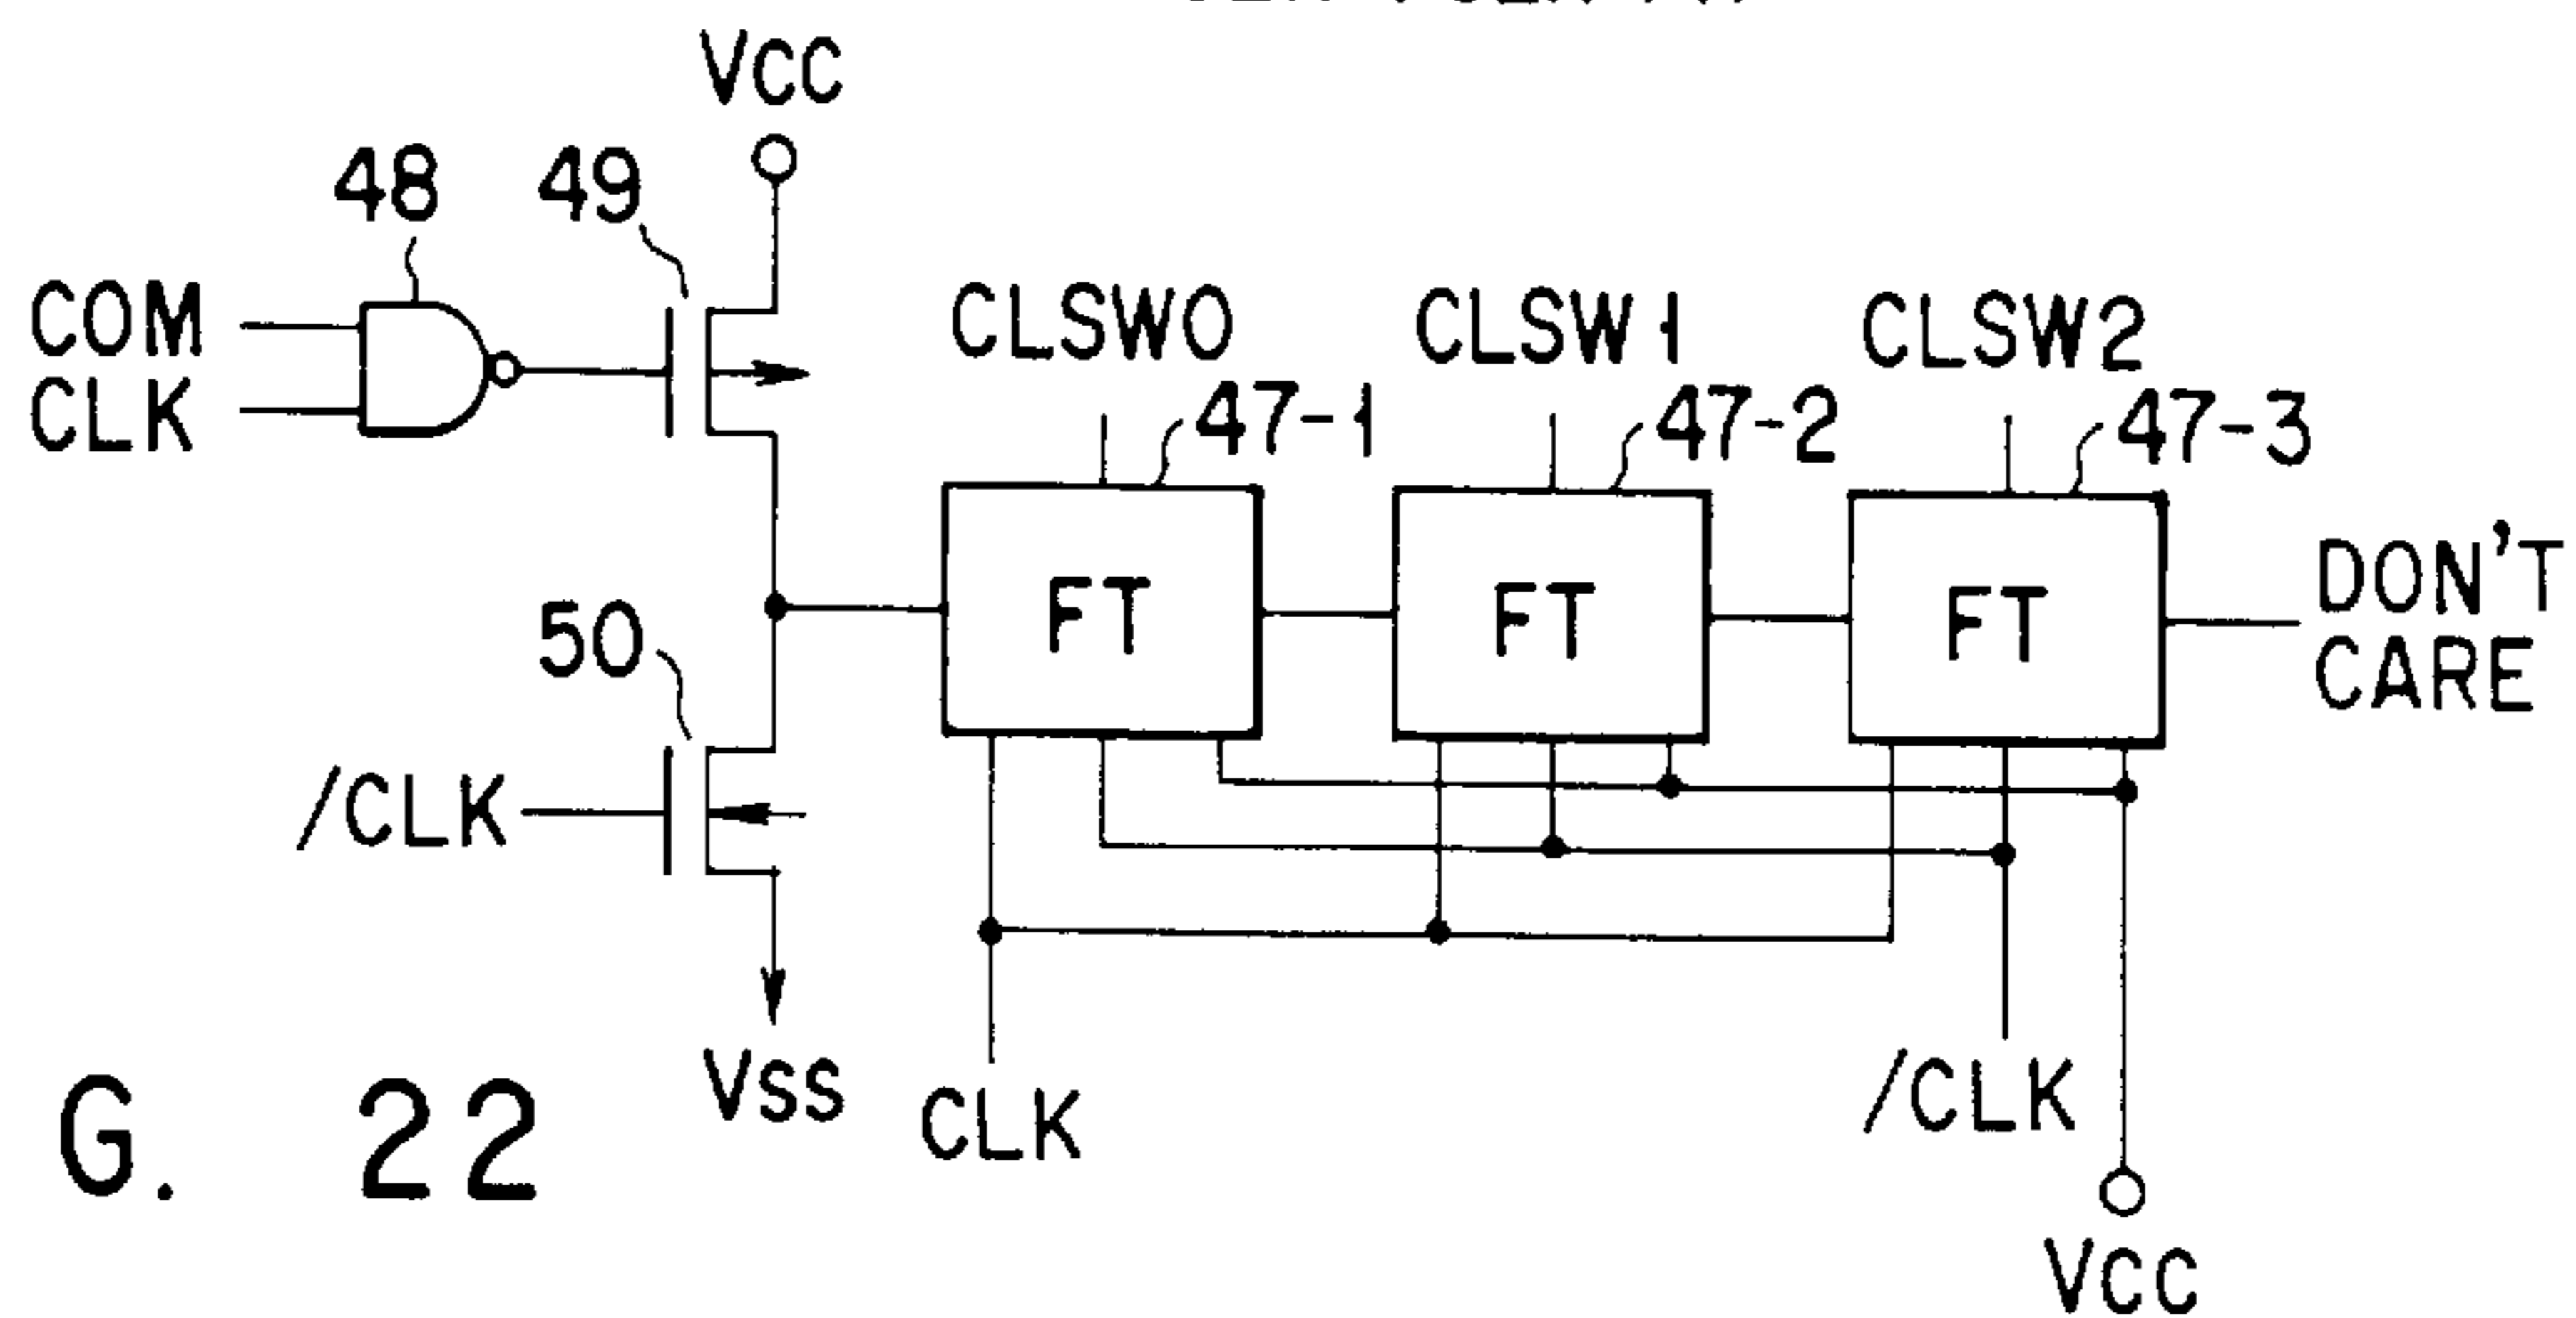 VCC
48
49
COM
CLK
CLSW0
CLSW1
CLSW2
47-1
47-2
47-3
FT
FT
FT
DON'T
CARE
50
/CLK
VSS
CLK
/CLK
VCC
G. 22